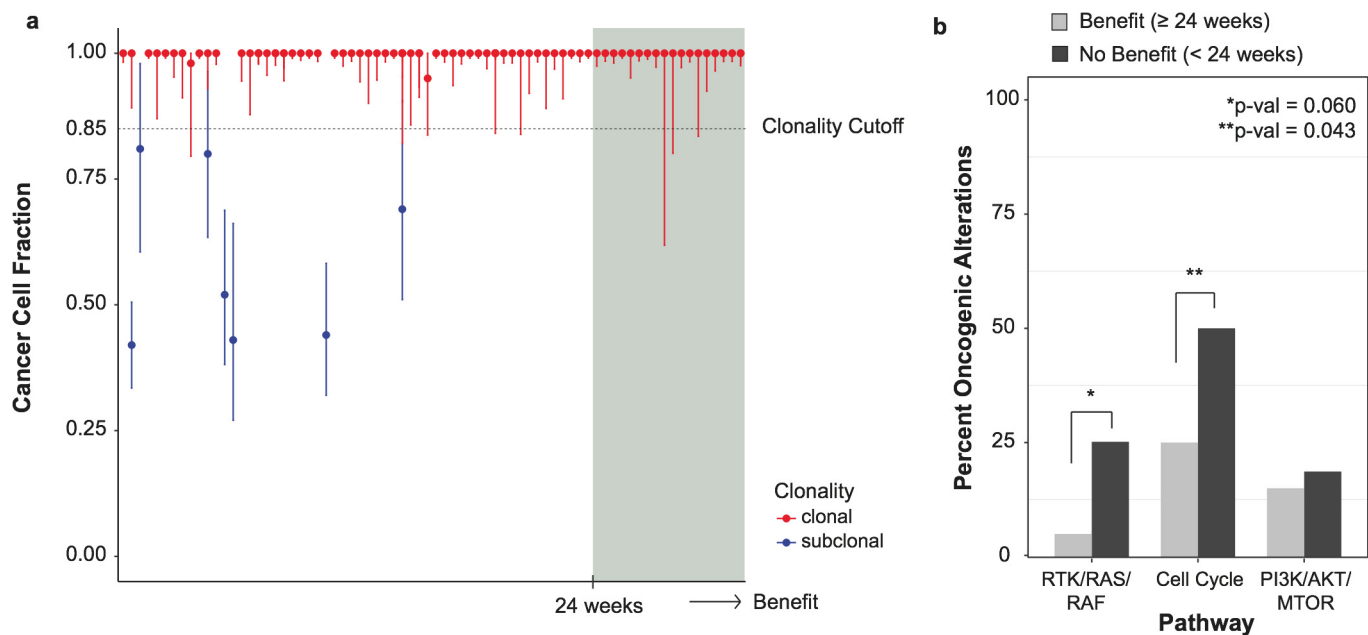 a
1.00
0.85
0.75
0.50
0.25
0.00
Cancer Cell Fraction
Clonality Cutoff
Clonality
clonal
subclonal
24 weeks
Benefit
b
Benefit (≥ 24 weeks)
No Benefit (< 24 weeks)
*p-val = 0.060
**p-val = 0.043
100
75
50
25
0
Percent Oncogenic Alterations
*
**
RTK/RAS/
RAF
Cell Cycle
PI3K/AKT/
MTOR
Pathway